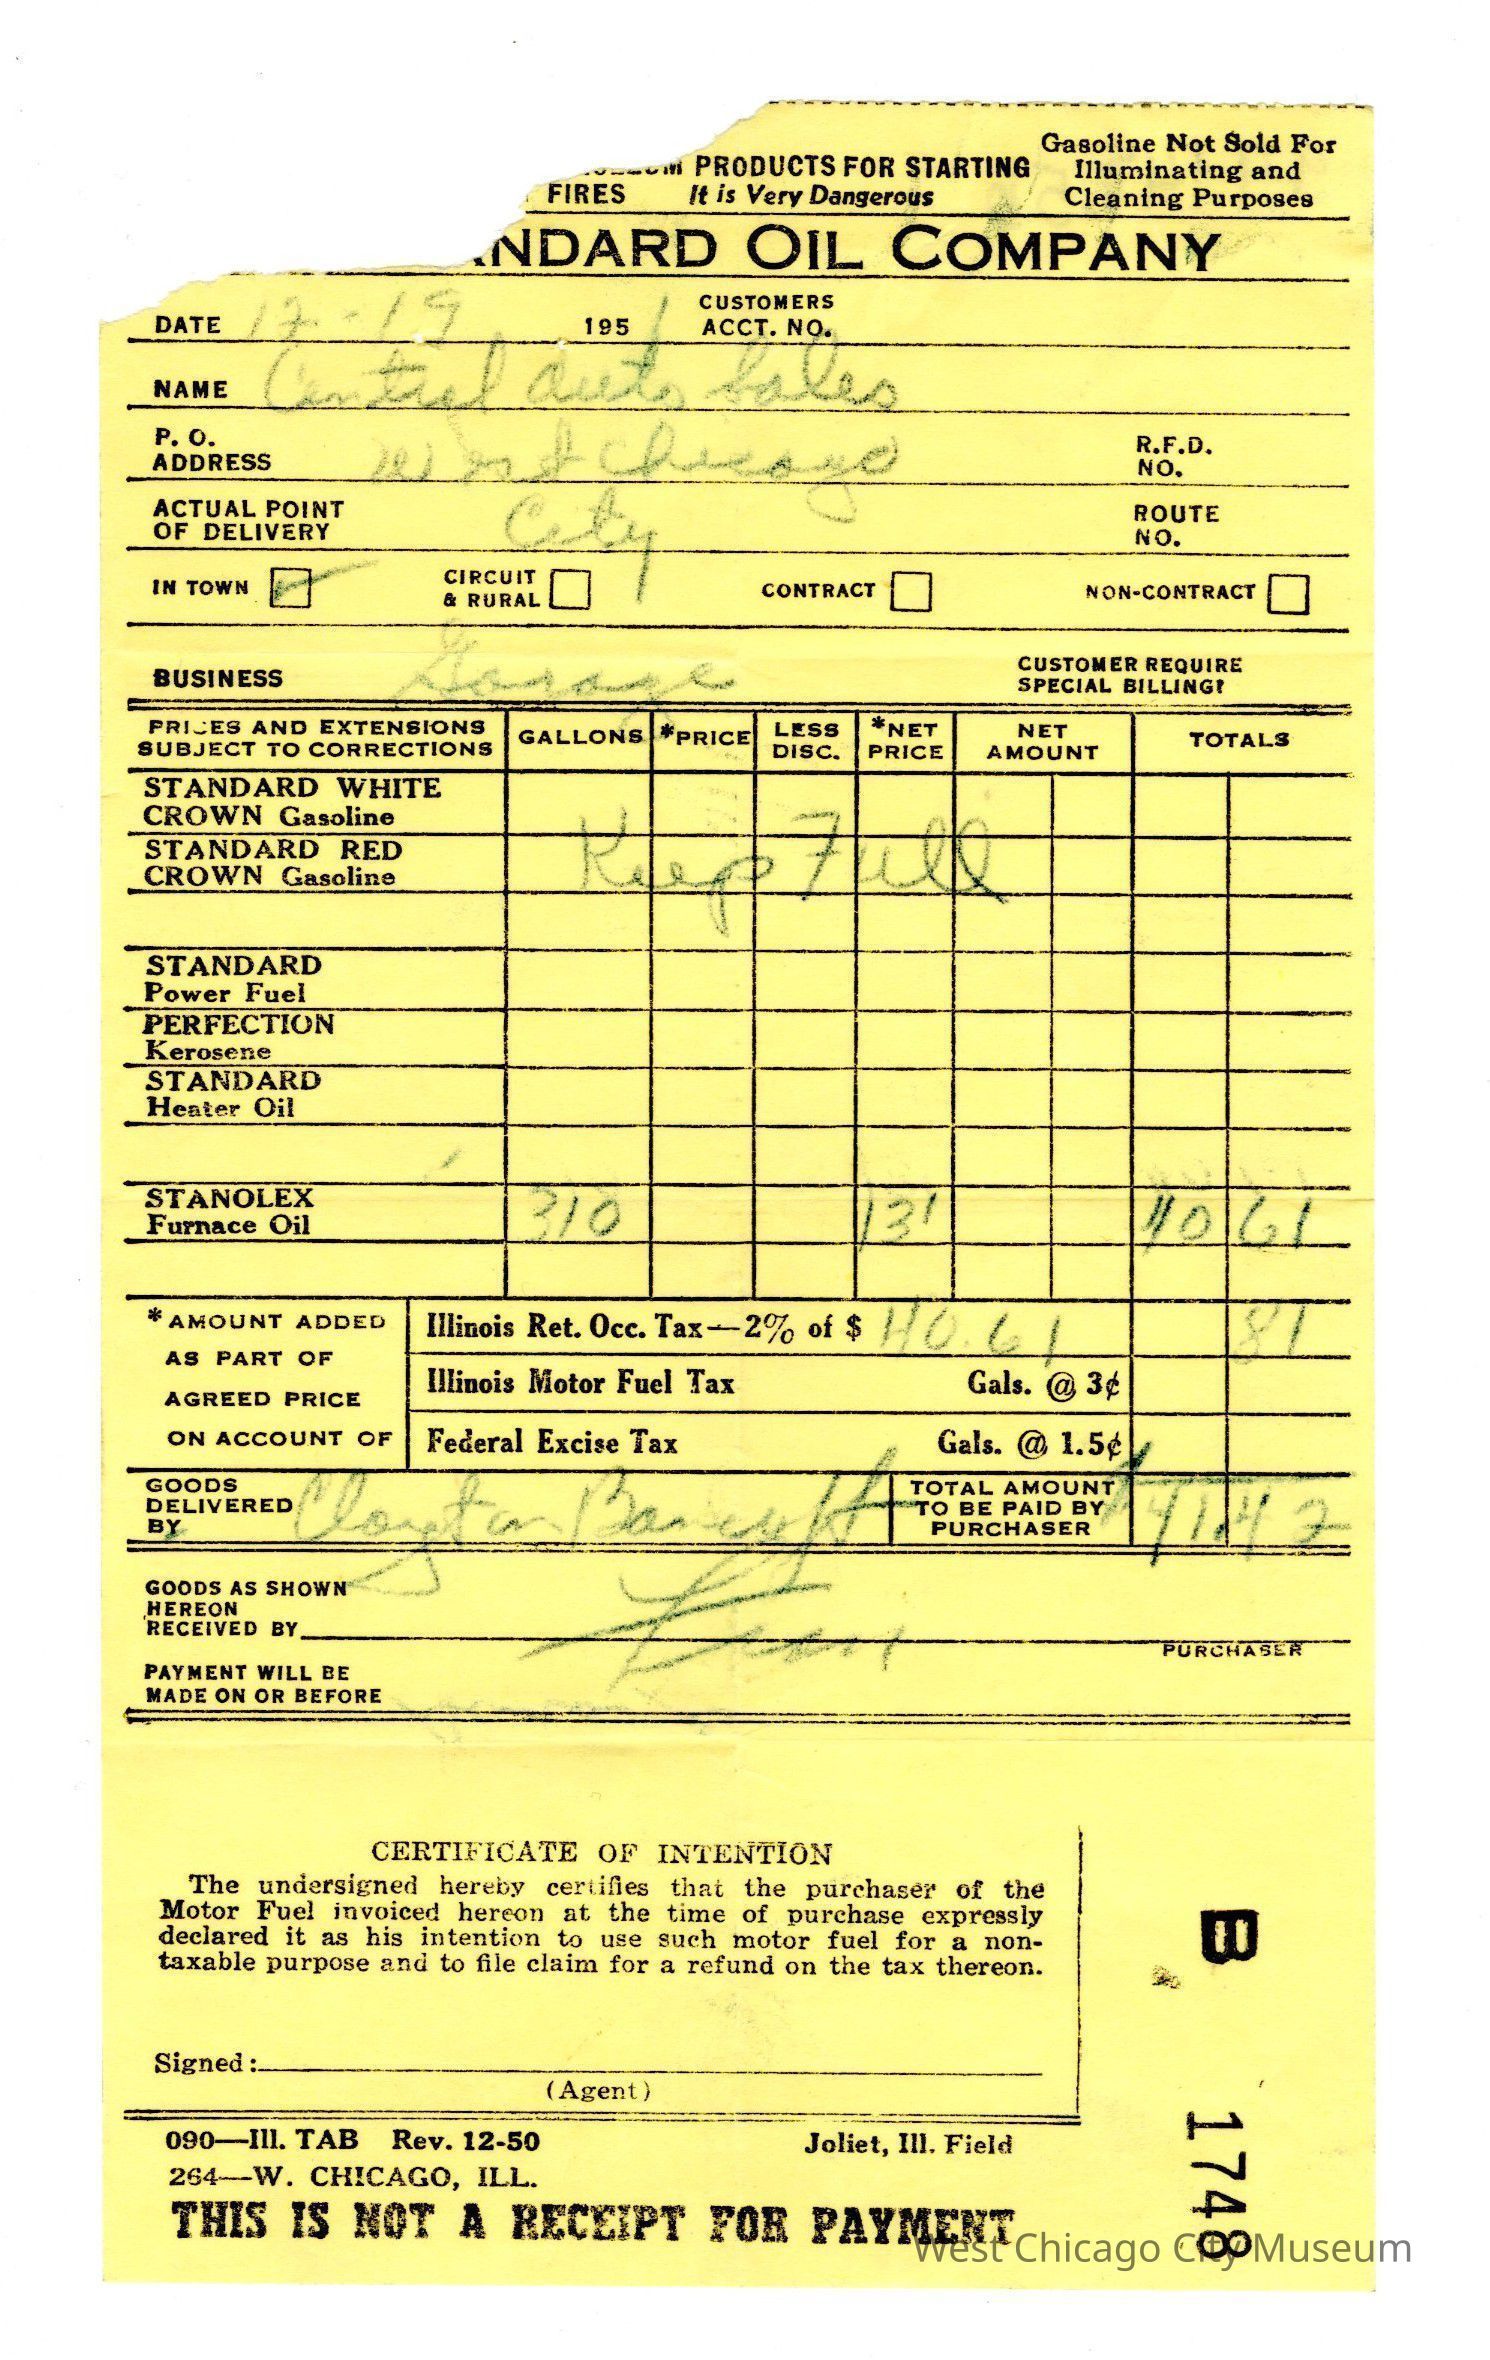 PRODUCTS FOR STARTING
FIRES It is Very Dangerous
Gasoline Not Sold For
Illuminating and
Cleaning Purposes
NDARD OIL COMPANY
DATE 12-19 195 1 CUSTOMERS ACCT. NO.
NAME Central Auto Sales
P. O. ADDRESS West Chicago R.F.D. NO.
ACTUAL POINT OF DELIVERY City ROUTE NO.
IN TOWN CIRCUIT & RURAL CONTRACT NON-CONTRACT
BUSINESS Garage CUSTOMER REQUIRE SPECIAL BILLING?
PRICES AND EXTENSIONS SUBJECT TO CORRECTIONS GALLONS *PRICE LESS DISC. *NET PRICE NET AMOUNT TOTALS
STANDARD WHITE
CROWN Gasoline
Keep Full
STANDARD RED
CROWN Gasoline
STANDARD
Power Fuel
PERFECTION
Kerosene
STANDARD
Heater Oil
STANOLEX
Furnace Oil 310 131 40 61
*AMOUNT ADDED
AS PART OF
AGREED PRICE
ON ACCOUNT OF
Illinois Ret. Occ. Tax—2% of $ 40.61 81
Illinois Motor Fuel Tax Gals. @ 3¢
Federal Excise Tax Gals. @ 1.5¢
GOODS DELIVERED BY Clayton Bancroft TOTAL AMOUNT TO BE PAID BY PURCHASER 41.42
GOODS AS SHOWN
HEREON
RECEIVED BY
PURCHASER
PAYMENT WILL BE
MADE ON OR BEFORE
CERTIFICATE OF INTENTION
The undersigned hereby certifies that the purchaser of the
Motor Fuel invoiced hereon at the time of purchase expressly
declared it as his intention to use such motor fuel for a non-
taxable purpose and to file claim for a refund on the tax thereon.
Signed:
(Agent)
090—Ill. TAB Rev. 12-50 Joliet, Ill. Field
264—W. CHICAGO, ILL.
THIS IS NOT A RECEIPT FOR PAYMENT
B 1748
West Chicago City Museum